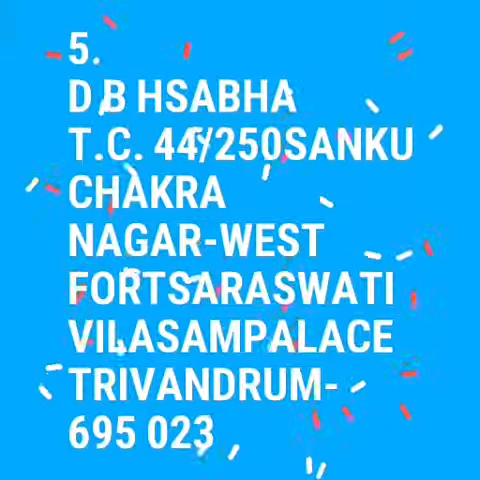 5.
D B HSABHA
T.C. 44/250SANKU
CHAKRA
NAGAR-WEST
FORTSARASWATI
VILASAMPALACE
TRIVANDRUM-
695 023